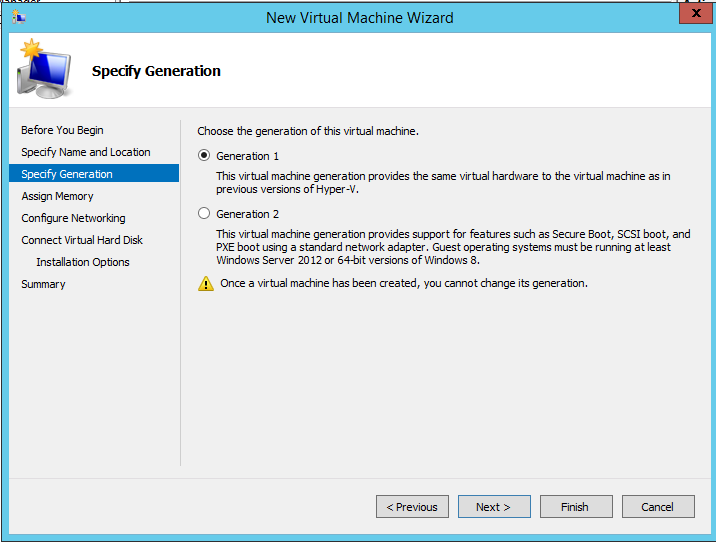 New Virtual Machine Wizard
x
Specify Generation
Before You Begin
Specify Name and Location
Specify Generation
Assign Memory
Configure Networking
Connect Virtual Hard Disk
Installation Options
Summary
Choose the generation of this virtual machine.
Generation 1
This virtual machine generation provides the same virtual hardware to the virtual machine as in
previous versions of Hyper-V.
Generation 2
This virtual machine generation provides support for features such as Secure Boot, SCSI boot, and
PXE boot using a standard network adapter. Guest operating systems must be running at least
Windows Server 2012 or 64-bit versions of Windows 8.
Once a virtual machine has been created, you cannot change its generation.
< Previous
Next >
Finish
Cancel